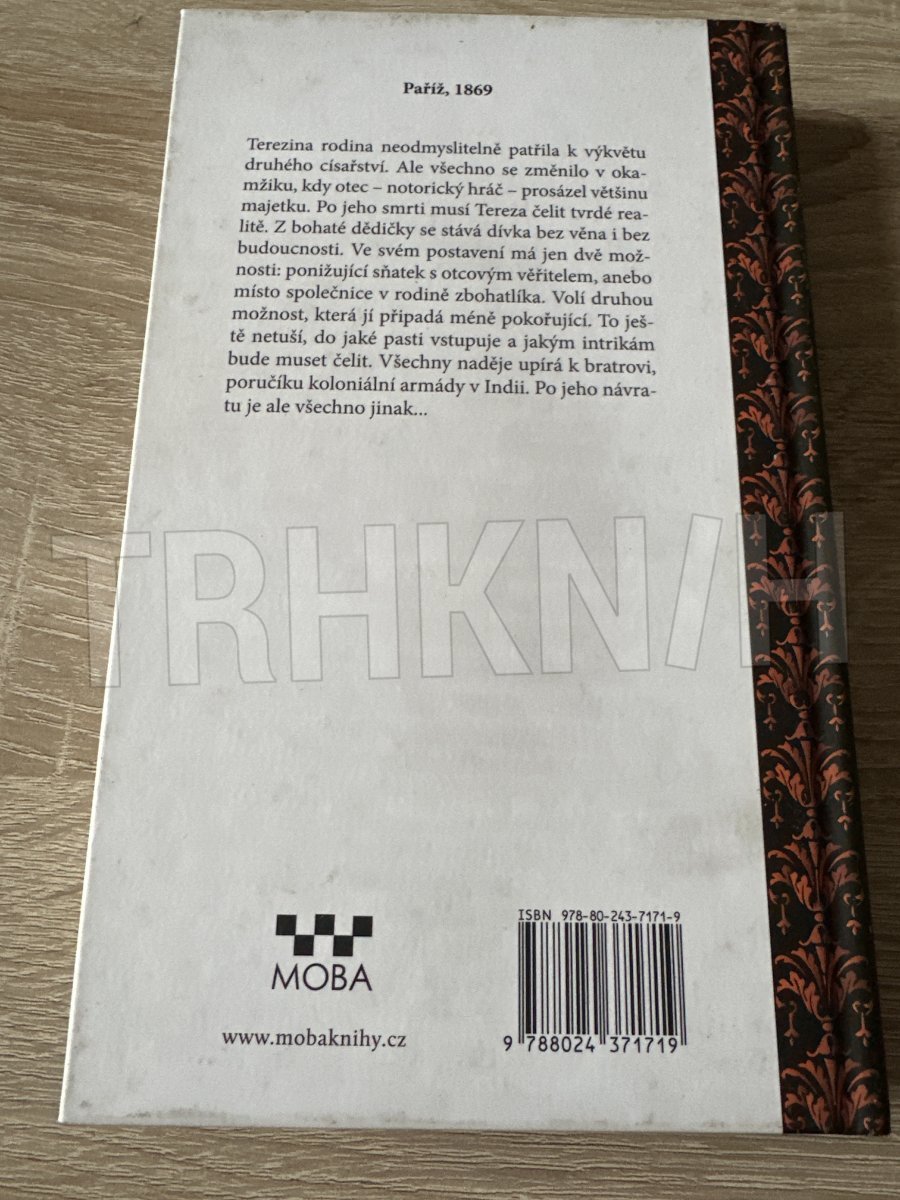 Paříž, 1869
Terezina rodina neodmyslitelně patřila k výkvětu
druhého císařství. Ale všechno se změnilo v oka-
mžiku, kdy otec – notorický hráč – prosázel většinu
majetku. Po jeho smrti musí Tereza čelit tvrdé rea-
litě. Z bohaté dědičky se stává dívka bez věna i bez
budoucnosti. Ve svém postavení má jen dvě mož-
nosti: ponižující sňatek s otcovým věřitelem, anebo
místo společnice v rodině zbohatlíka. Volí druhou
možnost, která jí připadá méně pokořující. To ješ-
tě netuší, do jaké pasti vstupuje a jakým intrikám
bude muset čelit. Všechny naděje upírá k bratrovi,
poručíku koloniální armády v Indii. Po jeho návra-
tu je ale všechno jinak...
TRHKNIH
ISBN 978-80-243-7171-9
MOBA
www.mobaknihy.cz
9 788024 371719